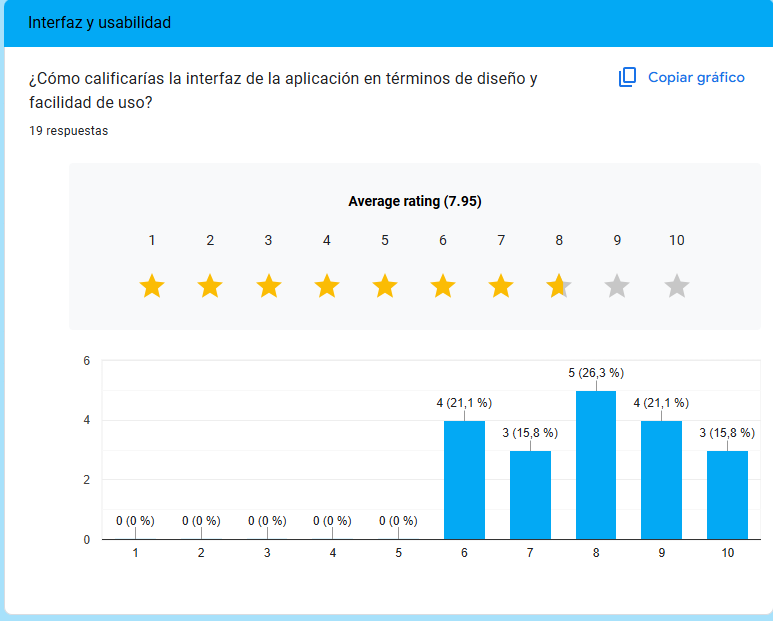 Interfaz y usabilidad
¿Cómo calificarías la interfaz de la aplicación en términos de diseño y
facilidad de uso?
Copiar gráfico
19 respuestas
Average rating (7.95)
1 2 3 4 5 6 7 8 9 10
6
4
2
0
0 (0 %) 0 (0 %) 0 (0 %) 0 (0 %) 0 (0 %) 4 (21,1 %) 3 (15,8 %) 5 (26,3 %) 4 (21,1 %) 3 (15,8 %)
1 2 3 4 5 6 7 8 9 10